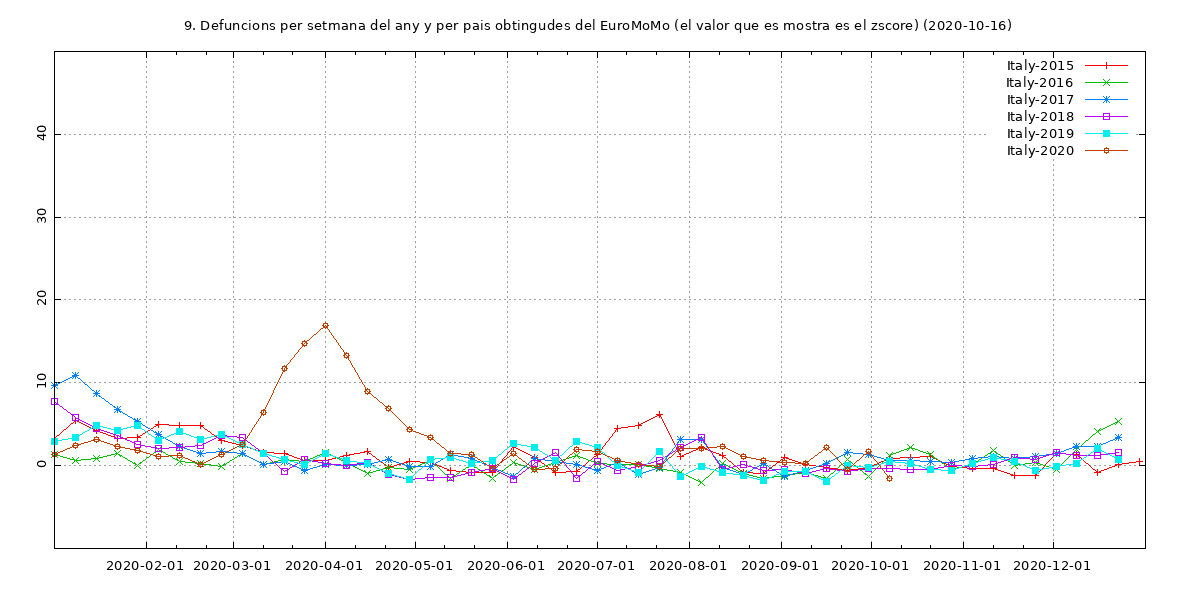 9. Defuncions per setmana del any y per pais obtingudes del EuroMoMo (el valor que es mostra es el zscore) (2020-10-16)
Italy-2015
Italy-2016
Italy-2017
Italy-2018
Italy-2019
Italy-2020
40
30
20
10
0
2020-02-01 2020-03-01 2020-04-01 2020-05-01 2020-06-01 2020-07-01 2020-08-01 2020-09-01 2020-10-01 2020-11-01 2020-12-01